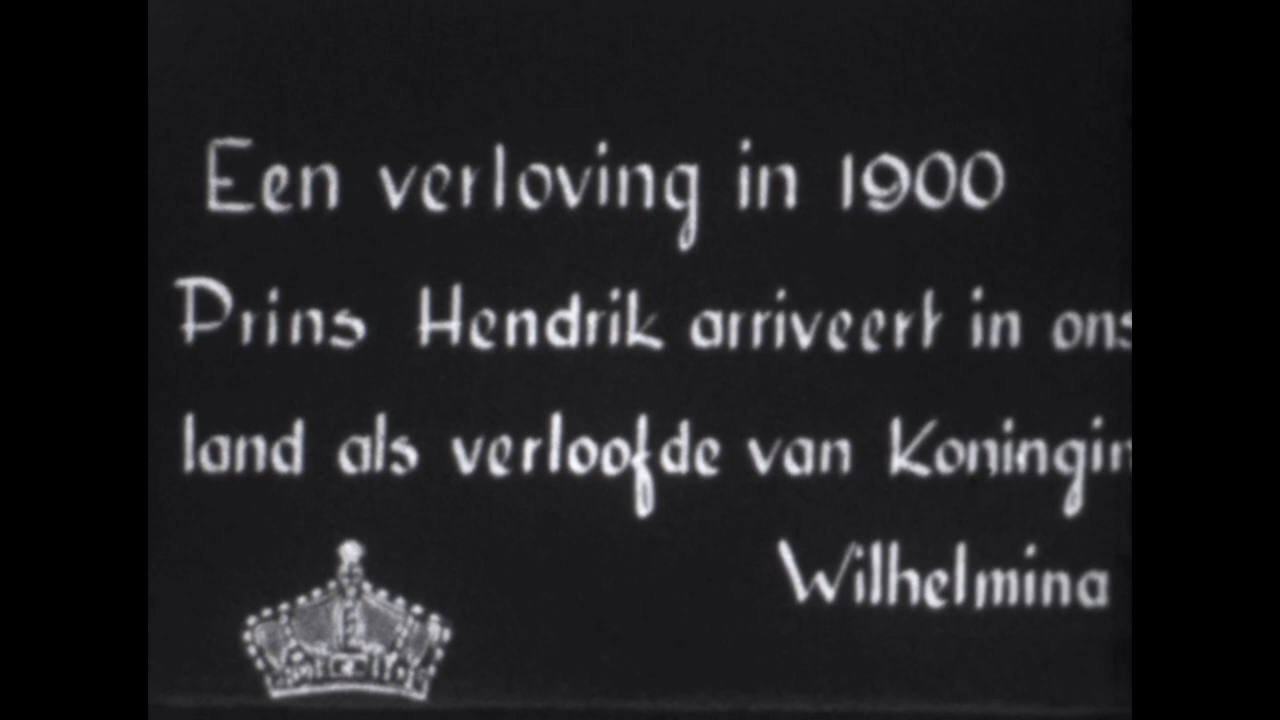 Een verloving in 1900
Prins Hendrik arriveert in ons
land als verloofde van Koningin
Wilhelmina